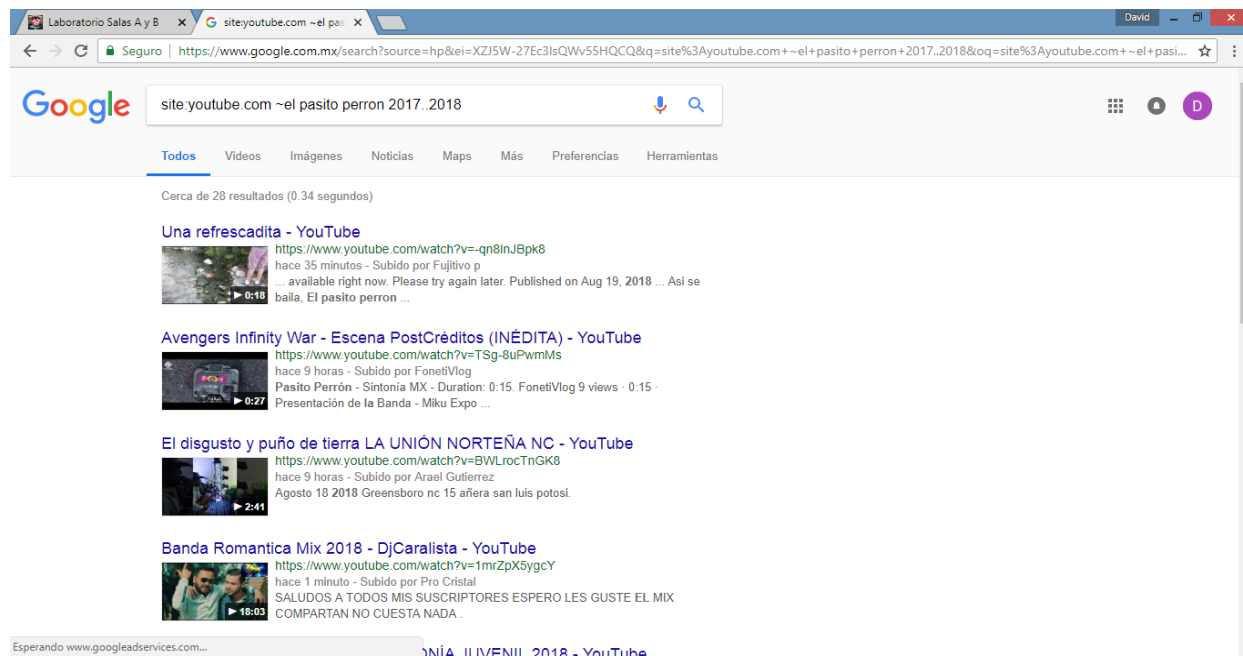 Laboratorio Salas A y B
site:youtube.com ~el pasi
David
Seguro
https://www.google.com.mx/search?source=hp&ei=XZJ5W-27Ec3IsQWv55HQCQ&q=site%3Ayoutube.com+~el+pasito+perron+2017..2018&oq=site%3Ayoutube.com+~el+pasi...
Google
site:youtube.com ~el pasito perron 2017..2018
D
Todos Videos Imágenes Noticias Maps Más Preferencias Herramientas
Cerca de 28 resultados (0.34 segundos)
Una refrescadita - YouTube
https://www.youtube.com/watch?v=-qn8lnJBpk8
hace 35 minutos - Subido por Fujitivo p
... available right now. Please try again later. Published on Aug 19, 2018 ... Asi se
baila, El pasito perron ...
0:18
Avengers Infinity War - Escena PostCréditos (INÉDITA) - YouTube
https://www.youtube.com/watch?v=TSg-8uPwmMs
hace 9 horas - Subido por FonetiVlog
Pasito Perrón - Sintonía MX - Duration: 0:15. FonetiVlog 9 views · 0:15 ·
Presentación de la Banda - Miku Expo ...
0:27
El disgusto y puño de tierra LA UNIÓN NORTEÑA NC - YouTube
https://www.youtube.com/watch?v=BWLrocTnGK8
hace 9 horas - Subido por Arael Gutierrez
Agosto 18 2018 Greensboro nc 15 añera san luis potosi.
2:41
Banda Romantica Mix 2018 - DjCaralista - YouTube
https://www.youtube.com/watch?v=1mrZpX5ygcY
hace 1 minuto - Subido por Pro Cristal
SALUDOS A TODOS MIS SUSCRIPTORES ESPERO LES GUSTE EL MIX
COMPARTAN NO CUESTA NADA .
18:03
Esperando www.googleadservices.com...
JUVENIL 2018 - YouTube